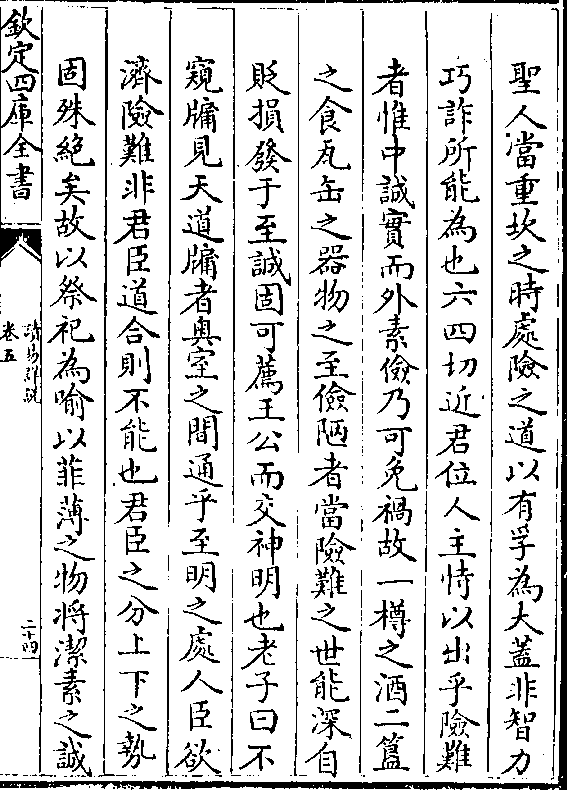 聖人當重坎之時處險之道以有孚為大蓋非智力
巧詐所能為也六四切近君位人主恃以出乎險難
者惟中誠實而外素儉乃可免禍故一樽之酒二簋
之食瓦缶之器物之至儉陋者當險難之世能深自
貶損發于至誠固可薦王公而交神明也老子曰不
窺牖見天道牖者奧室之間通乎至明之處人臣欲
濟險難非君臣道合則不能也君臣之分上下之勢
固殊絶矣故以祭祀為喻以菲薄之物將潔素之誠
欽定四庫全書
讀易詳說
卷五
二十四